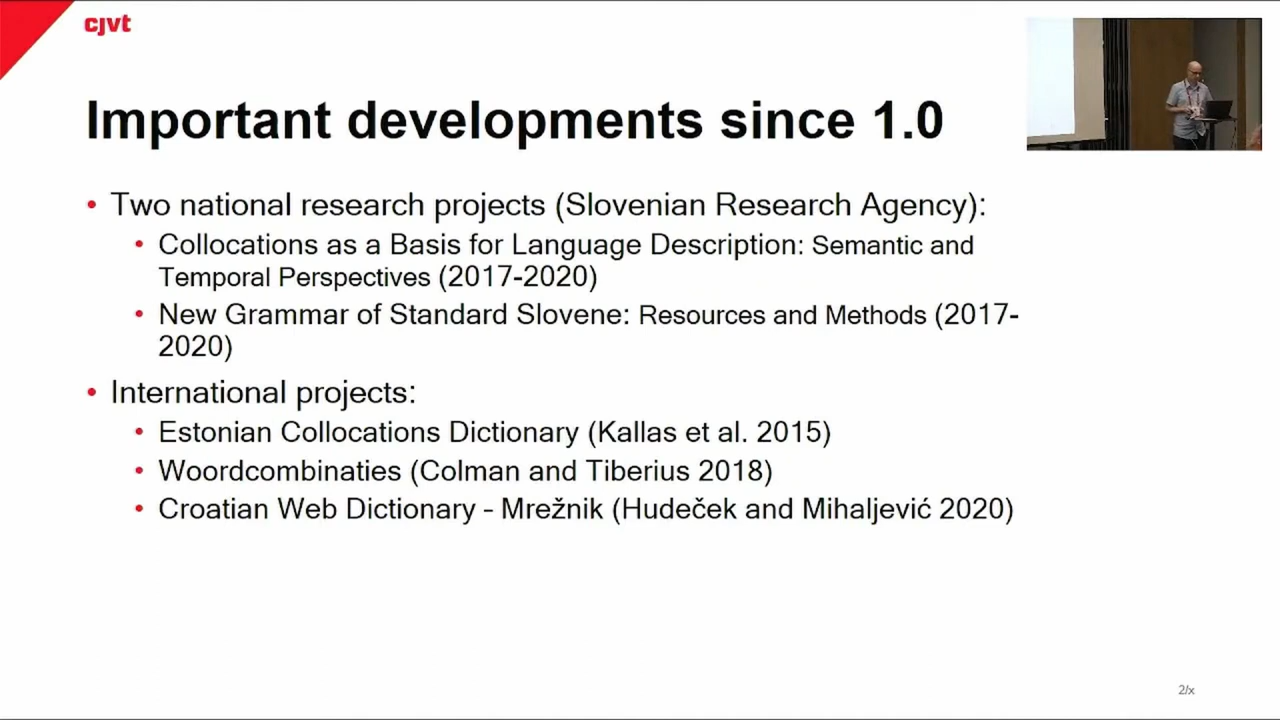 cjvt
Important developments since 1.0
• Two national research projects (Slovenian Research Agency):
• Collocations as a Basis for Language Description: Semantic and
Temporal Perspectives (2017-2020)
• New Grammar of Standard Slovene: Resources and Methods (2017-
2020)
• International projects:
• Estonian Collocations Dictionary (Kallas et al. 2015)
• Woordcombinaties (Colman and Tiberius 2018)
• Croatian Web Dictionary - Mrežnik (Hudeček and Mihaljević 2020)
2/x